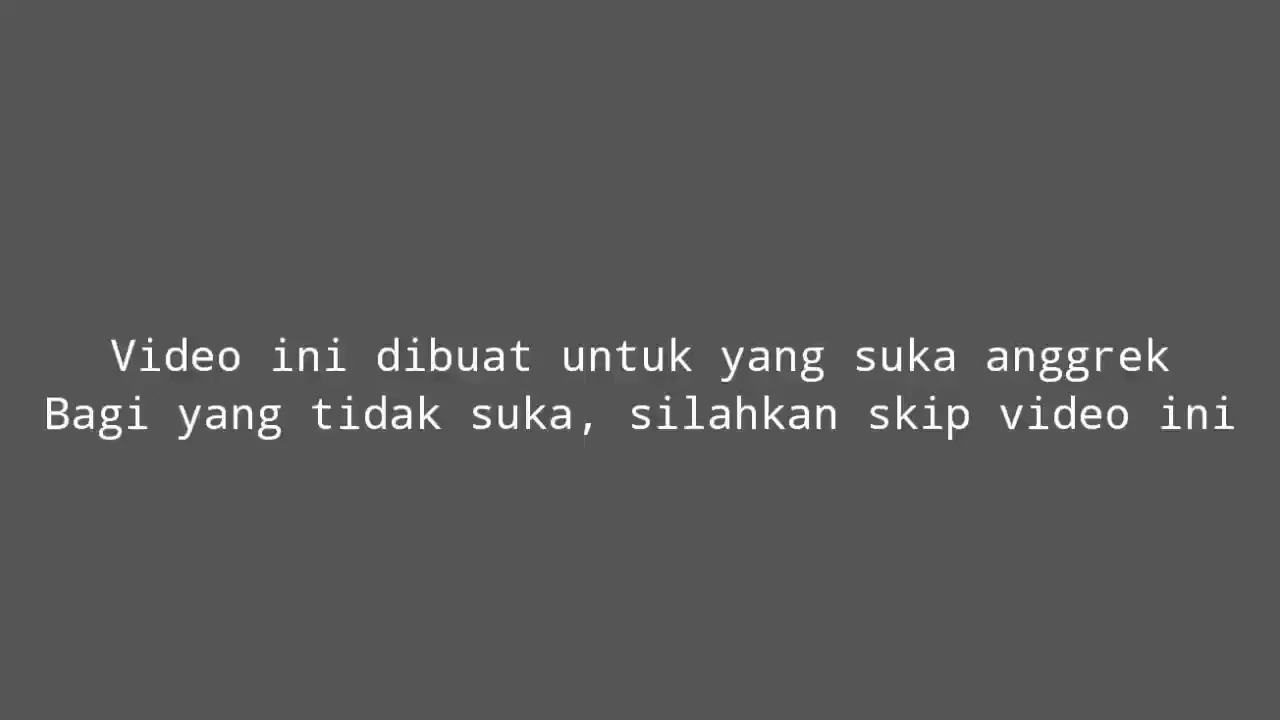 Video ini dibuat untuk yang suka anggrek
Bagi yang tidak suka, silahkan skip video ini